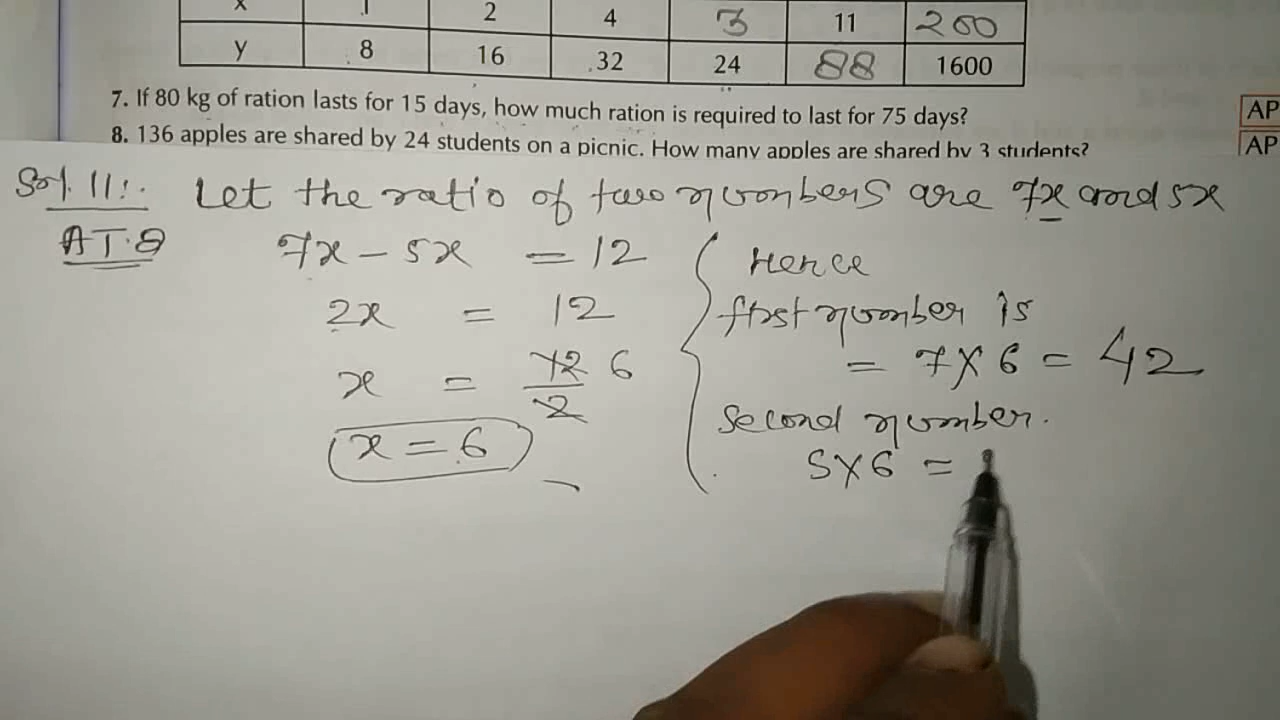 x 1 2 4 3 11 200
y 8 16 32 24 88 1600
7. If 80 kg of ration lasts for 15 days, how much ration is required to last for 75 days?
AP
8. 136 apples are shared by 24 students on a picnic. How many apples are shared by 3 students?
AP
Sol. 11:. Let the ratio of two numbers are 7x and 5x
A.T.Q
7x - 5x = 12
2x = 12
x = 12/2 6
x = 6
Hence
first number is
= 7 X 6 = 42
Second number.
5 X 6 =